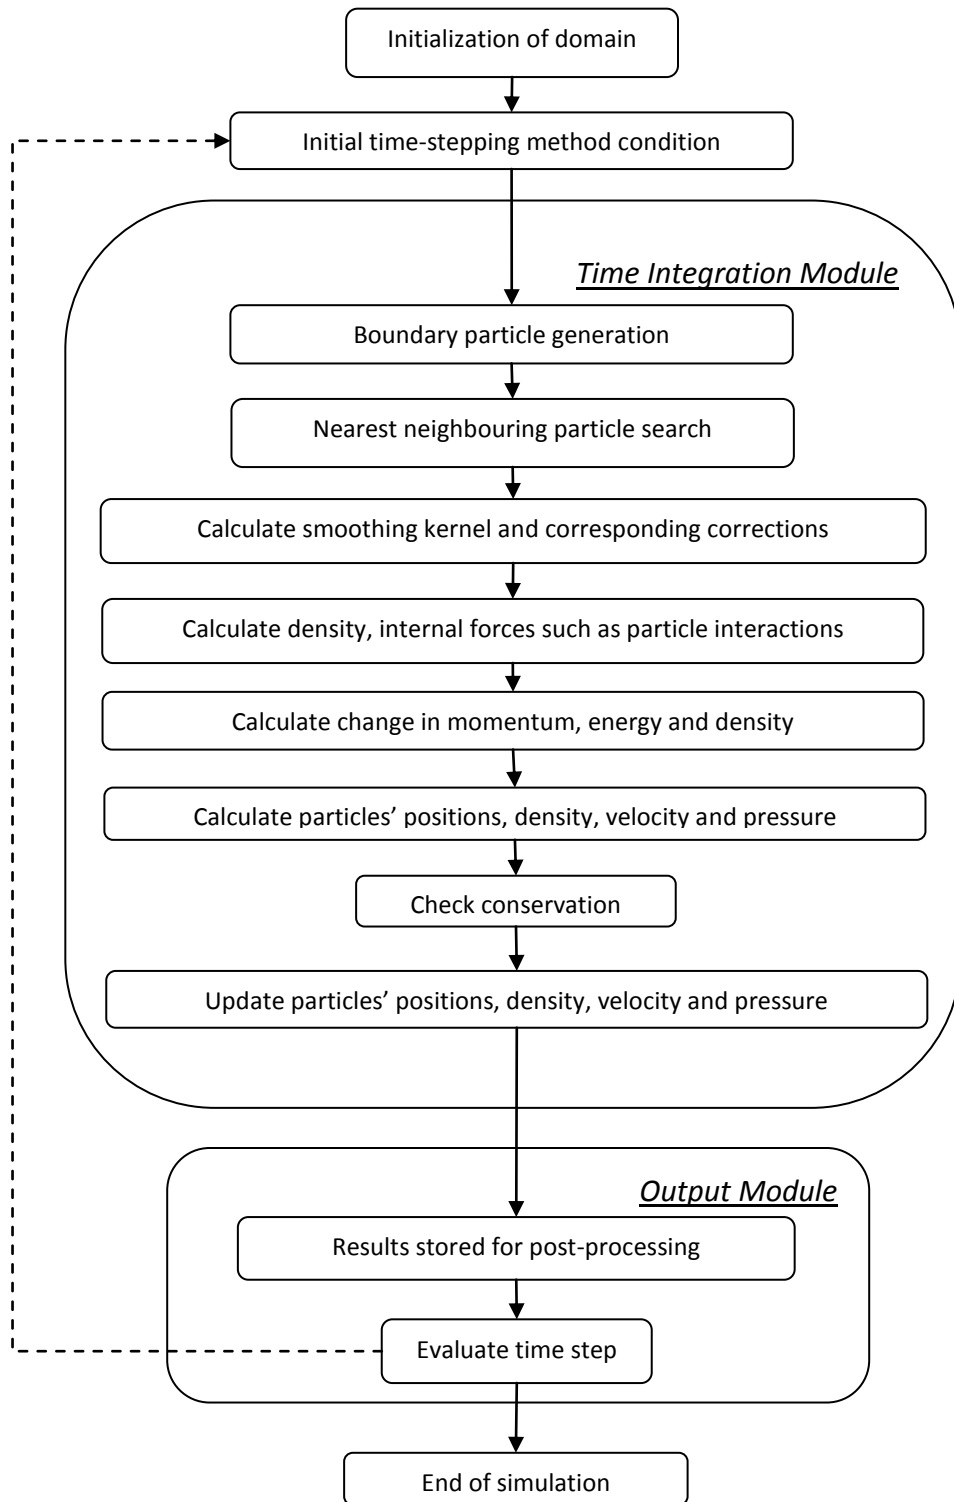 Initialization of domain
Initial time-stepping method condition
Time Integration Module
Boundary particle generation
Nearest neighbouring particle search
Calculate smoothing kernel and corresponding corrections
Calculate density, internal forces such as particle interactions
Calculate change in momentum, energy and density
Calculate particles’ positions, density, velocity and pressure
Check conservation
Update particles’ positions, density, velocity and pressure
Output Module
Results stored for post-processing
Evaluate time step
End of simulation